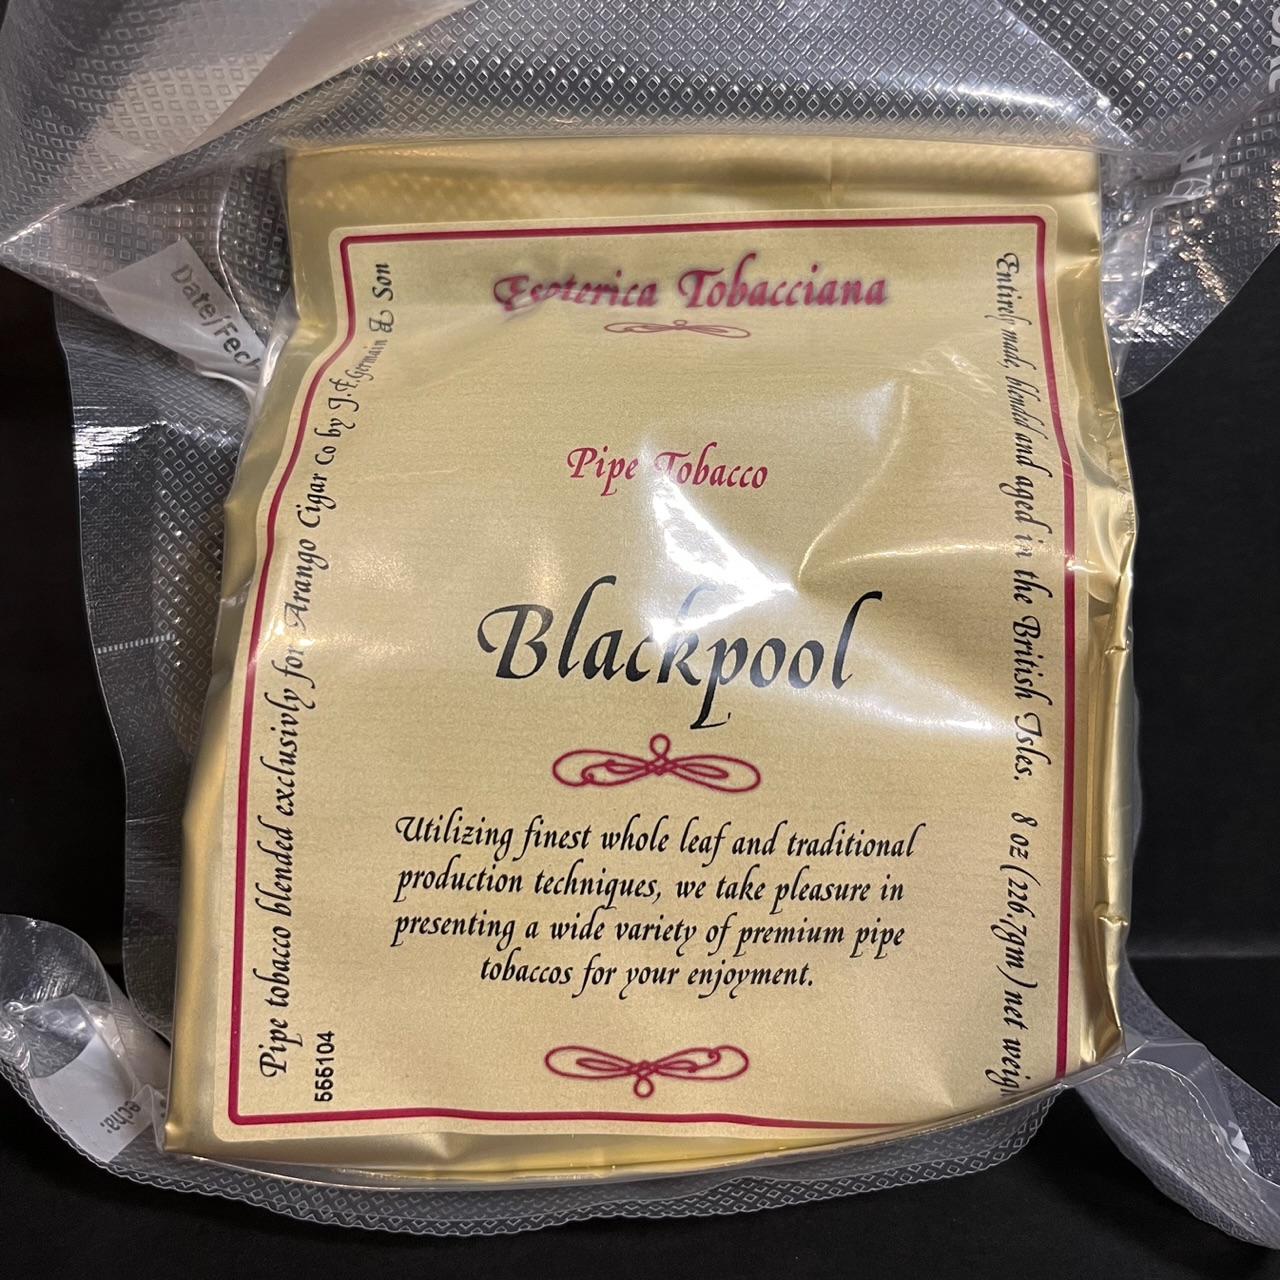 Esoterica Tobacciana
Pipe Tobacco
Blackpool
Utilizing finest whole leaf and traditional
production techniques, we take pleasure in
presenting a wide variety of premium pipe
tobaccos for your enjoyment.
Pipe tobacco blended exclusivly for Arango Cigar Co by J.F. Germain & Son
555104
Entirely made, blended and aged in the British Isles. 8 oz (226,7gm) net
Date/Fech
echa: